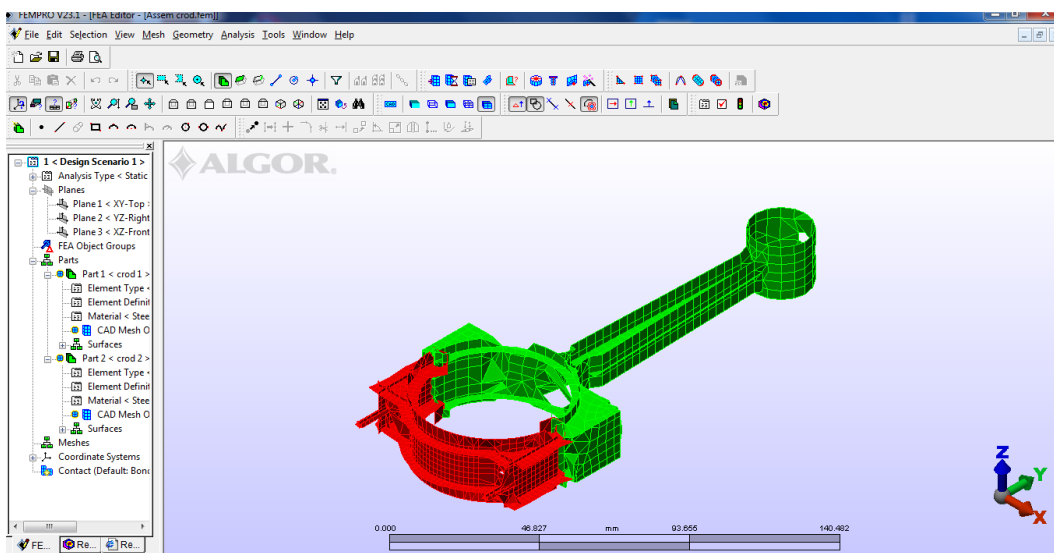 FEMPRO V23.1 - [FEA Editor - [Assem crod.fem]]
File Edit Selection View Mesh Geometry Analysis Tools Window Help
1 < Design Scenario 1 >
Analysis Type < Static
Planes
Plane 1 < XY-Top
Plane 2 < YZ-Right
Plane 3 < XZ-Front
FEA Object Groups
Parts
Part 1 < crod 1 >
Element Type <
Element Definit
Material < Stee
CAD Mesh O
Surfaces
Part 2 < crod 2 >
Element Type <
Element Definit
Material < Stee
CAD Mesh O
Surfaces
Meshes
Coordinate Systems
Contact (Default: Bond
FE... Re... Re...
ALGOR®
Z
Y
X
0.000 46.827 mm 93.655 140.482